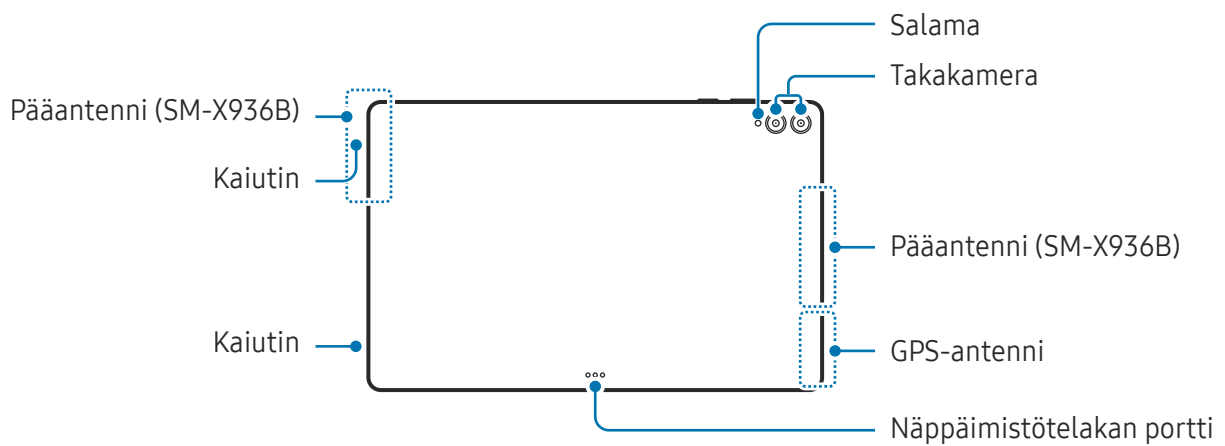 Salama
Takakamera
Pääantenni (SM-X936B)
Kaiutin
Pääantenni (SM-X936B)
Kaiutin
GPS-antenni
Näppäimistötelakan portti